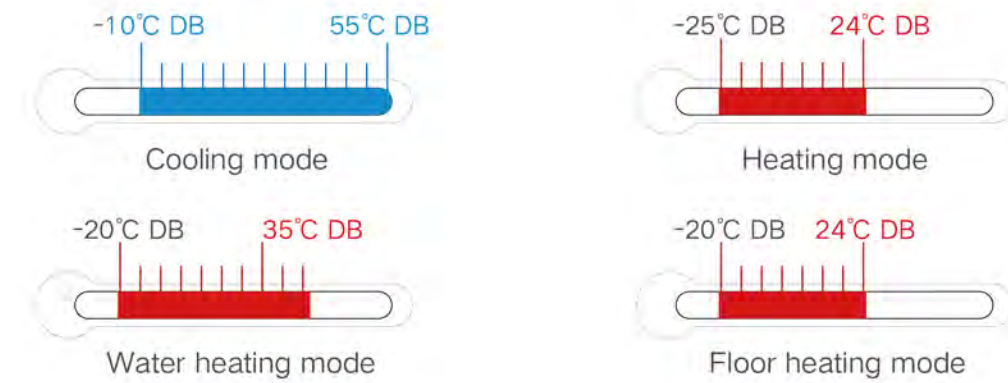 -10℃ DB 55℃ DB
Cooling mode
-25℃ DB 24℃ DB
Heating mode
-20℃ DB 35℃ DB
Water heating mode
-20℃ DB 24℃ DB
Floor heating mode